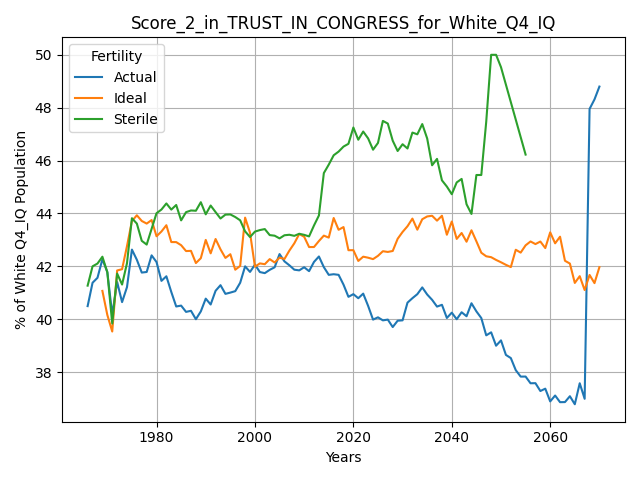 Score_2_in_TRUST_IN_CONGRESS_for_White_Q4_IQ
Fertility
Actual
Ideal
Sterile
% of White Q4_IQ Population
50
48
46
44
42
40
38
1980
2000
2020
2040
2060
Years